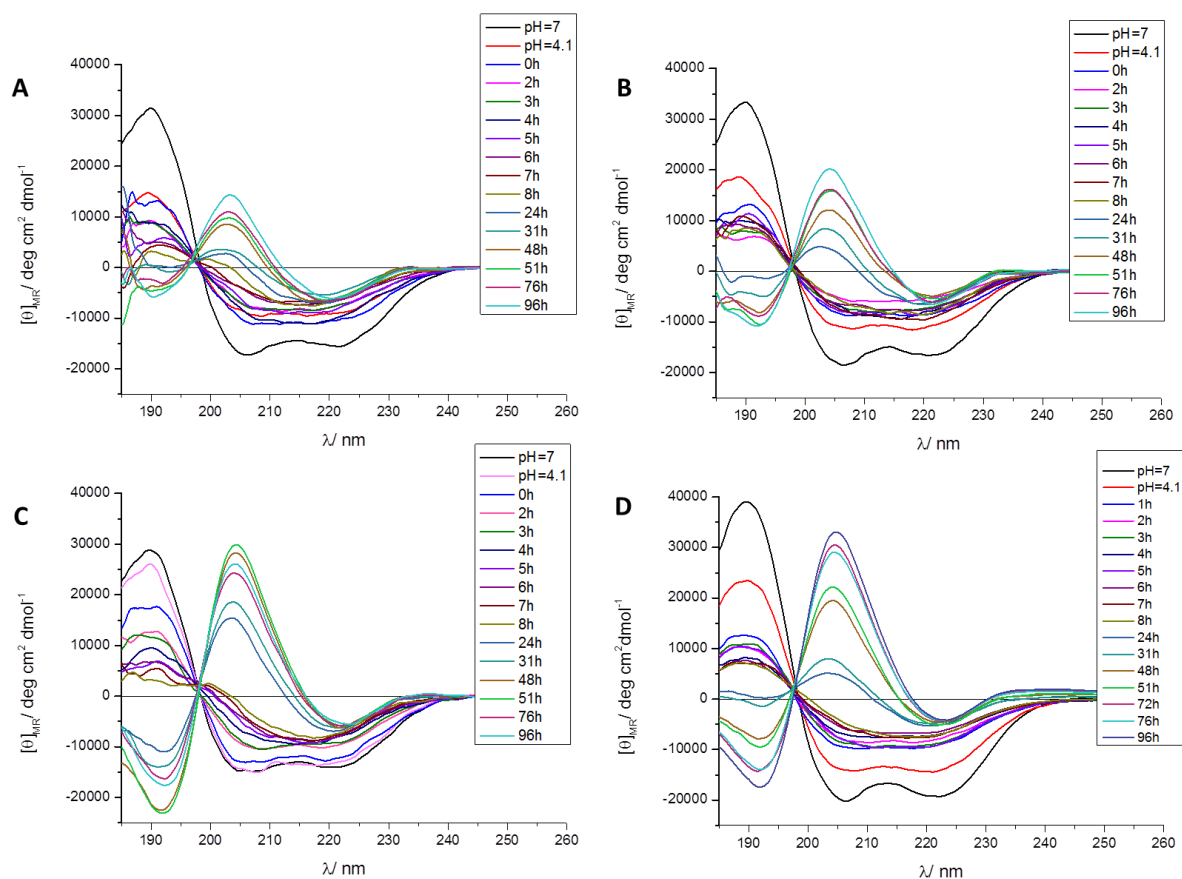 A
[θ]MR/ deg cm2 dmol-1
40000
30000
20000
10000
0
-10000
-20000
190 200 210 220 230 240 250 260
λ/ nm
pH=7
pH=4.1
0h
2h
3h
4h
5h
6h
7h
8h
24h
31h
48h
51h
76h
96h
B
[θ]MR/ deg cm2 dmol-1
40000
30000
20000
10000
0
-10000
-20000
190 200 210 220 230 240 250 260
λ/ nm
pH=7
pH=4.1
0h
2h
3h
4h
5h
6h
7h
8h
24h
31h
48h
51h
76h
96h
C
[θ]MR/ deg cm2 dmol-1
40000
30000
20000
10000
0
-10000
-20000
190 200 210 220 230 240 250 260
λ/ nm
pH=7
pH=4.1
0h
2h
3h
4h
5h
6h
7h
8h
24h
31h
48h
51h
76h
96h
D
[θ]MR/ deg cm2 dmol-1
40000
30000
20000
10000
0
-10000
-20000
190 200 210 220 230 240 250 260
λ/ nm
pH=7
pH=4.1
1h
2h
3h
4h
5h
6h
7h
8h
24h
31h
48h
51h
72h
76h
96h